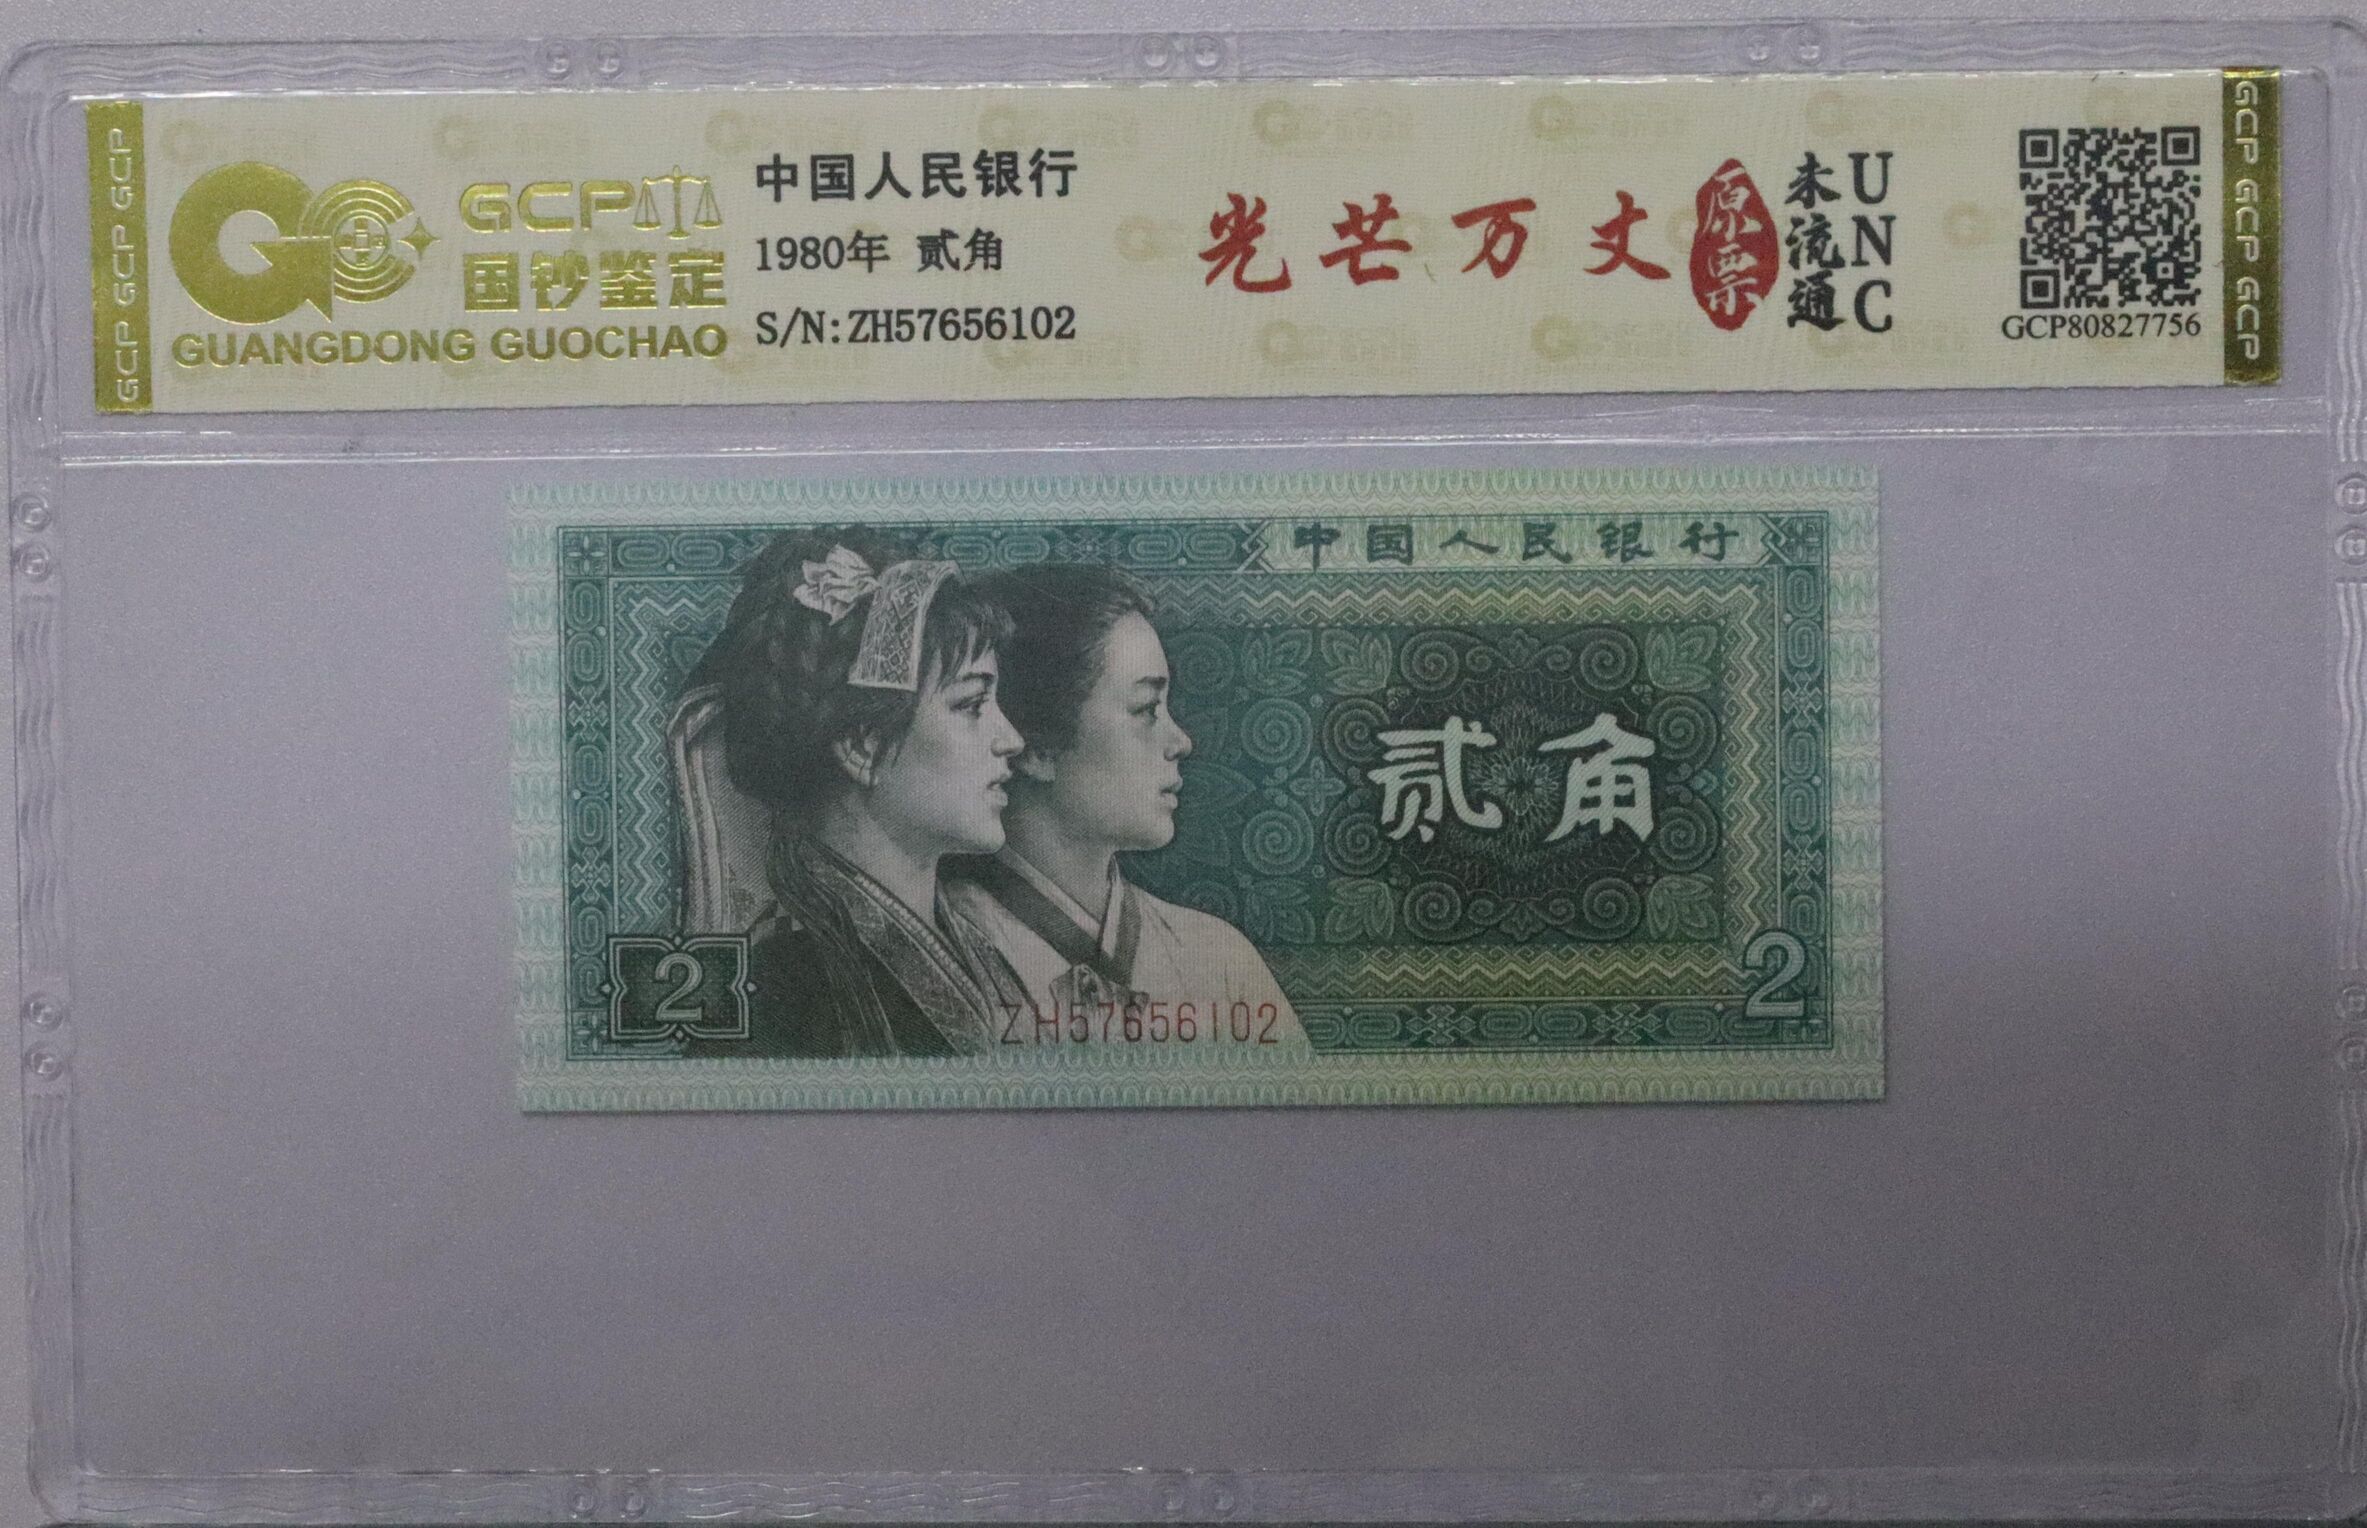 GCP GCP GCP GCP
GCP
国钞鉴定
GUANGDONG GUOCHAO
中国人民银行
1980年 贰角
S/N:ZH57656102
光芒万丈
原票
未流通
UNC
GCP80827756
GCP GCP GCP GCP
中国人民银行
贰角
2
ZH57656102
2